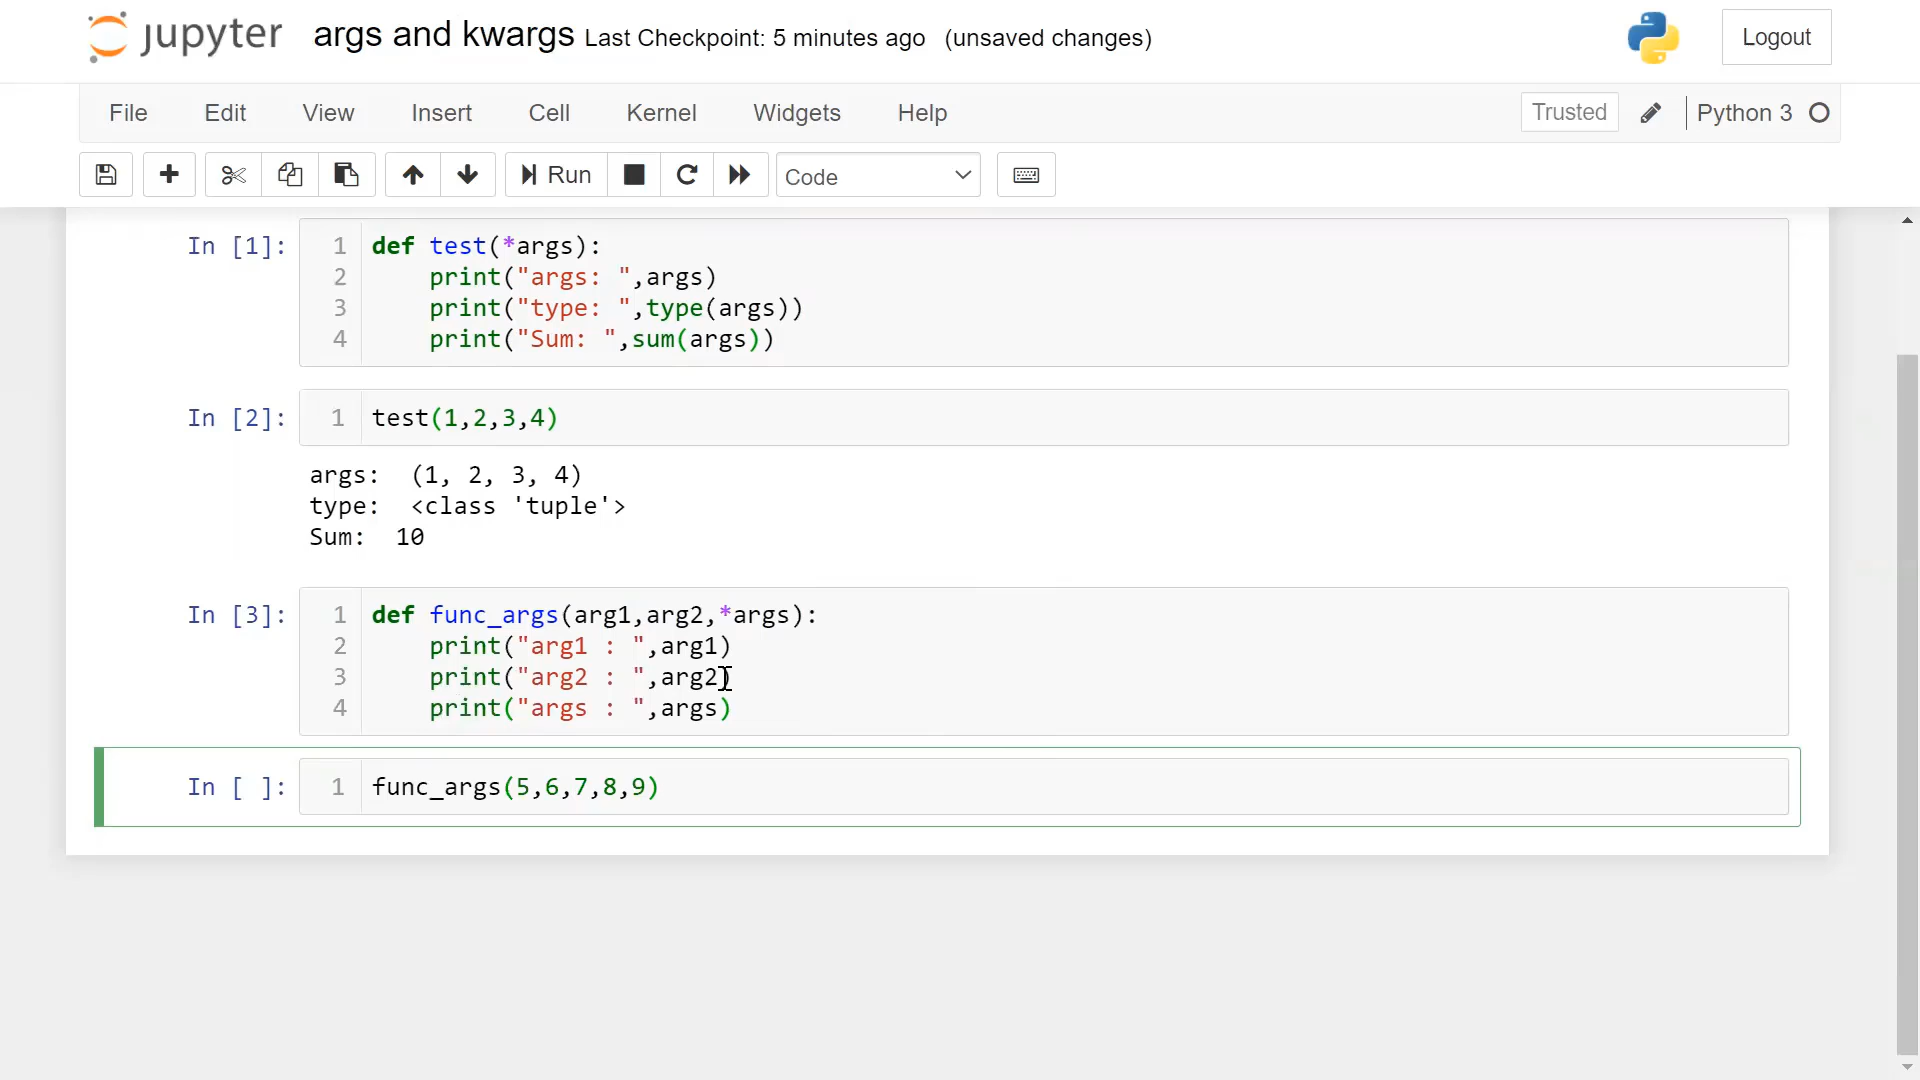 jupyter args and kwargs Last Checkpoint: 5 minutes ago (unsaved changes) Logout
File Edit View Insert Cell Kernel Widgets Help Trusted Python 3
Run Code
In [1]:
1 def test(*args):
2     print("args: ",args)
3     print("type: ",type(args))
4     print("Sum: ",sum(args))
In [2]:
1 test(1,2,3,4)
args:  (1, 2, 3, 4)
type:  <class 'tuple'>
Sum:  10
In [3]:
1 def func_args(arg1,arg2,*args):
2     print("arg1 : ",arg1)
3     print("arg2 : ",arg2)
4     print("args : ",args)
In [ ]:
1 func_args(5,6,7,8,9)